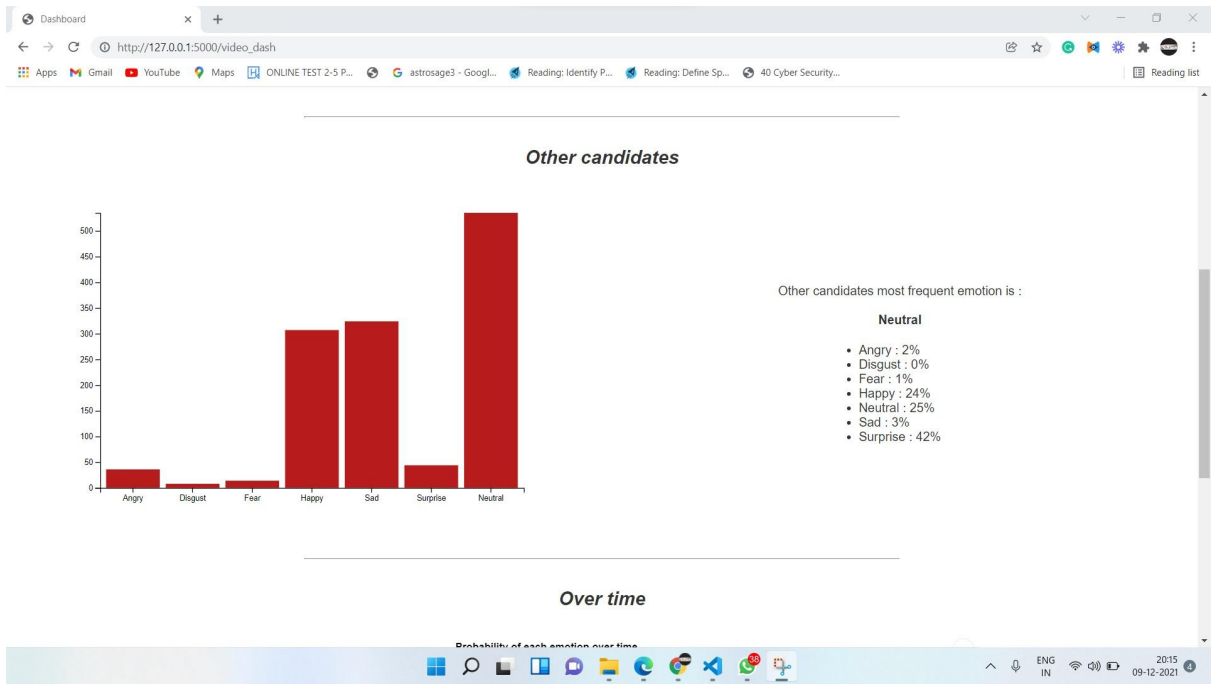 Dashboard
http://127.0.0.1:5000/video_dash
Apps Gmail YouTube Maps ONLINE TEST 2-5 P... astrosage3 - Googl... Reading: Identify P... Reading: Define Sp... 40 Cyber Security... Reading list
Other candidates
500
450
400
350
300
250
200
150
100
50
0
Angry Disgust Fear Happy Sad Surprise Neutral
Other candidates most frequent emotion is :
Neutral
• Angry : 2%
• Disgust : 0%
• Fear : 1%
• Happy : 24%
• Neutral : 25%
• Sad : 3%
• Surprise : 42%
Over time
Probability of each emotion over time
38
ENG
IN
20:15
09-12-2021
4